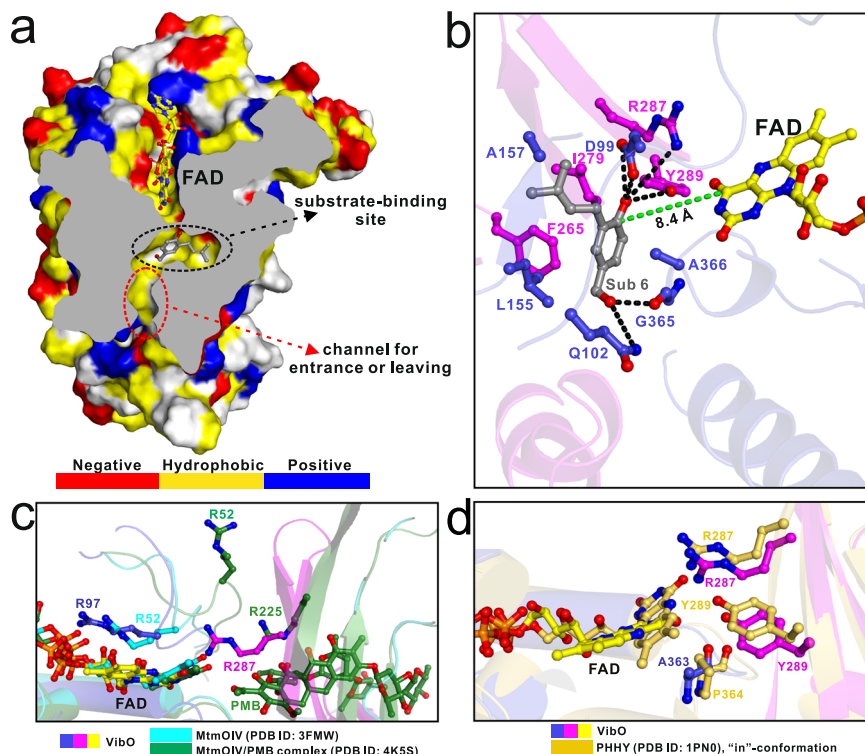 a
FAD
substrate-binding
site
channel for
entrance or leaving
Negative Hydrophobic Positive
b
R287
D99
FAD
A157
I279
Y289
8.4 Å
F265
Sub 6
A366
L155
G365
Q102
c
R52
R97
R52
R225
R287
PMB
FAD
VibO
MtmOIV (PDB ID: 3FMW)
MtmOIV/PMB complex (PDB ID: 4K5S)
d
R287
R287
Y289
FAD
A363
Y289
P364
VibO
PHHY (PDB ID: 1PN0), "in"-conformation